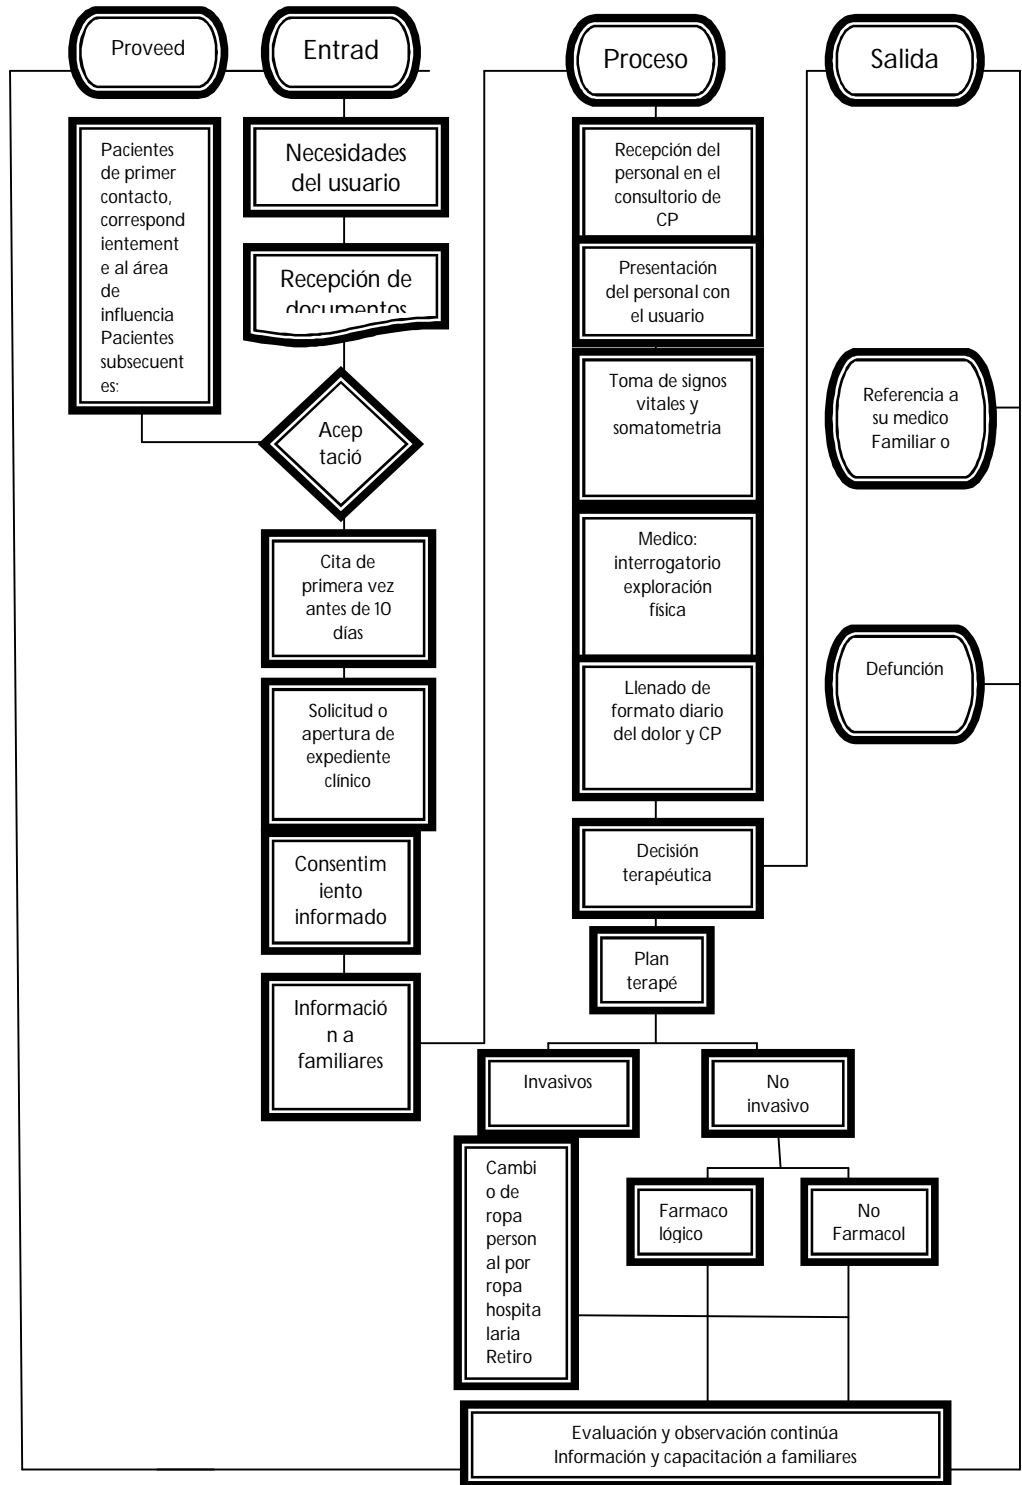 Proveed
Entrad
Proceso
Salida
Pacientes
de primer
contacto,
correspond
ientement
e al área
de
influencia
Pacientes
subsecuent
es:
Necesidades
del usuario
Recepción de
documentos
Acep
tació
Cita de
primera vez
antes de 10
días
Solicitud o
apertura de
expediente
clínico
Consentim
iento
informado
Informació
n a
familiares
Recepción del
personal en el
consultorio de
CP
Presentación
del personal con
el usuario
Toma de signos
vitales y
somatometria
Medico:
interrogatorio
exploración
física
Llenado de
formato diario
del dolor y CP
Decisión
terapéutica
Plan
terapé
Invasivos
No
invasivo
Cambi
o de
ropa
person
al por
ropa
hospita
laria
Retiro
Farmaco
lógico
No
Farmacol
Evaluación y observación continúa
Información y capacitación a familiares
Referencia a
su medico
Familiar o
Defunción